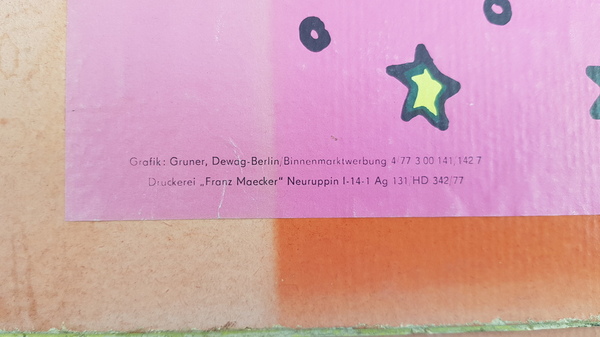 Grafik: Gruner, Dewag-Berlin/Binnenmarktwerbung 4/77 3 00 141/142 7
Druckerei „Franz Maecker" Neuruppin I-14-1 Ag 131 HD 342/77